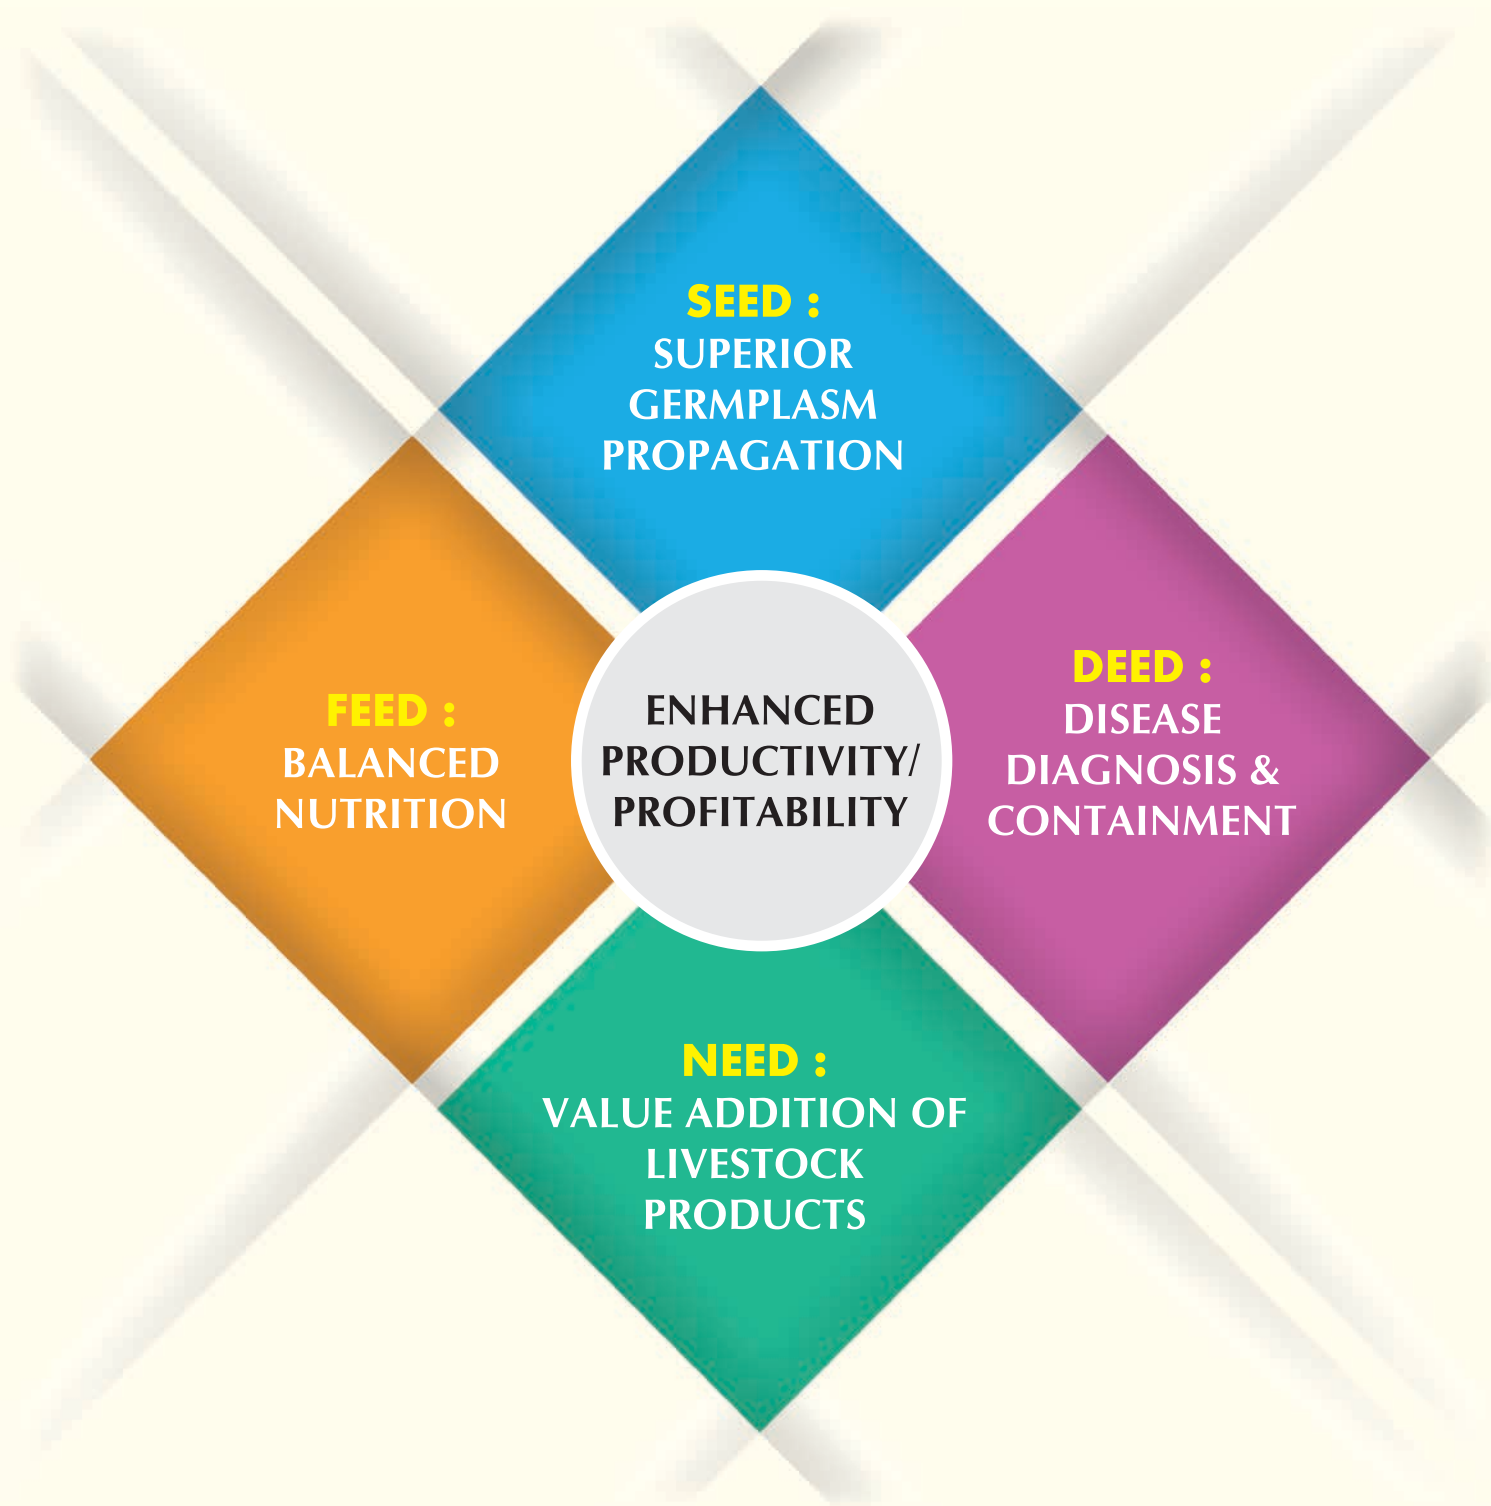 SEED :
SUPERIOR
GERMPLASM
PROPAGATION
FEED :
BALANCED
NUTRITION
ENHANCED
PRODUCTIVITY/
PROFITABILITY
DEED :
DISEASE
DIAGNOSIS &
CONTAINMENT
NEED :
VALUE ADDITION OF
LIVESTOCK
PRODUCTS